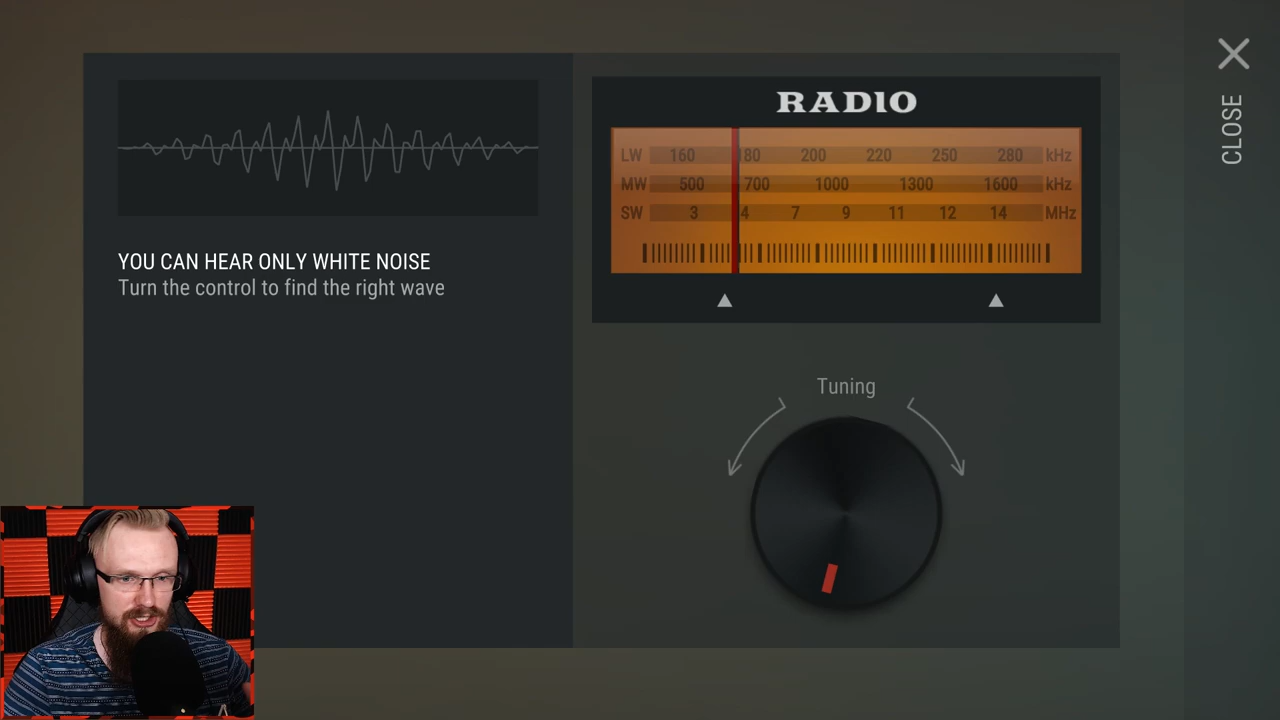 CLOSE
RADIO
LW 160 180 200 220 250 280 kHz
MW 500 700 1000 1300 1600 kHz
SW 3 4 7 9 11 12 14 MHz
YOU CAN HEAR ONLY WHITE NOISE
Turn the control to find the right wave
Tuning